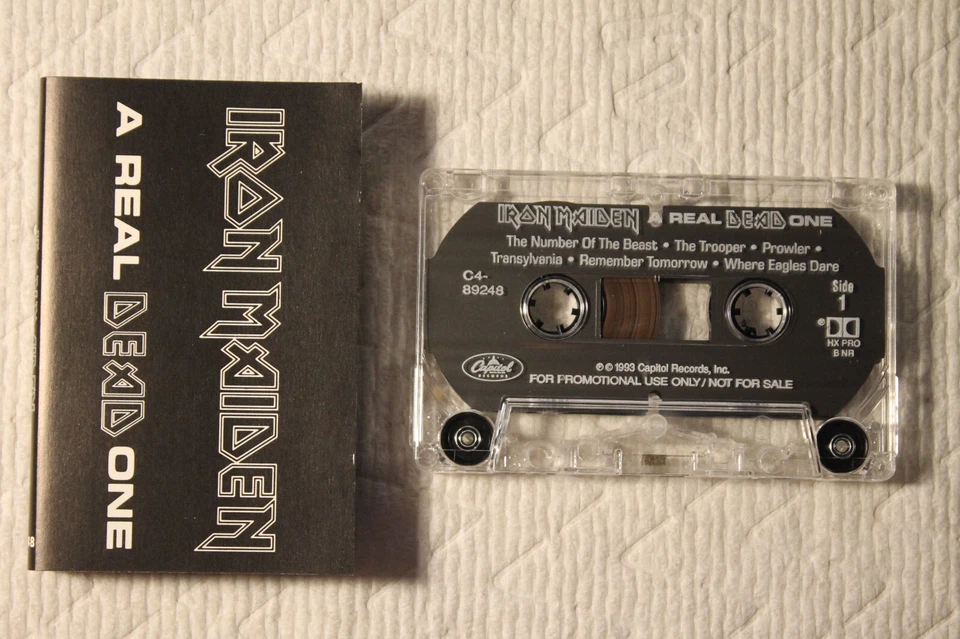 IRON MAIDEN
A REAL DEAD ONE
IRON MAIDEN A REAL DEAD ONE
The Number Of The Beast • The Trooper • Prowler •
Transylvania • Remember Tomorrow • Where Eagles Dare
C4-
89248
Side
1
HX PRO
B NR
Capitol
RECORDS
℗ © 1993 Capitol Records, Inc.
FOR PROMOTIONAL USE ONLY / NOT FOR SALE